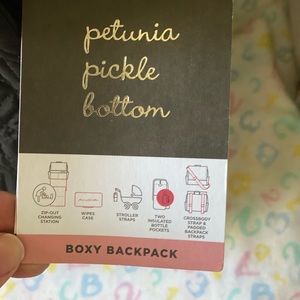 petunia
pickle
bottom
ZIP-OUT
CHANGING
STATION
WIPES
CASE
STROLLER
STRAPS
TWO
INSULATED
BOTTLE
POCKETS
CROSSBODY
STRAP &
PADDED
BACKPACK
STRAPS
BOXY BACKPACK